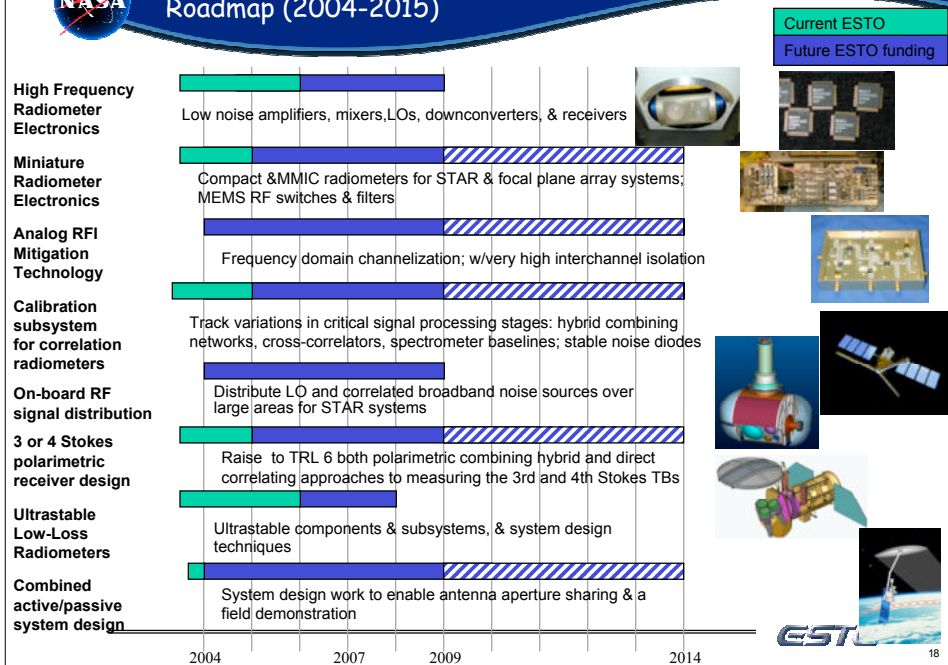 NASA
Roadmap (2004-2015)
Current ESTO
Future ESTO funding
High Frequency
Radiometer
Electronics
Low noise amplifiers, mixers,LOs, downconverters, & receivers
Miniature
Radiometer
Electronics
Compact &MMIC radiometers for STAR & focal plane array systems;
MEMS RF switches & filters
Analog RFI
Mitigation
Technology
Frequency domain channelization; w/very high interchannel isolation
Calibration
subsystem
for correlation
radiometers
Track variations in critical signal processing stages: hybrid combining
networks, cross-correlators, spectrometer baselines; stable noise diodes
On-board RF
signal distribution
Distribute LO and correlated broadband noise sources over
large areas for STAR systems
3 or 4 Stokes
polarimetric
receiver design
Raise to TRL 6 both polarimetric combining hybrid and direct
correlating approaches to measuring the 3rd and 4th Stokes TBs
Ultrastable
Low-Loss
Radiometers
Ultrastable components & subsystems, & system design
techniques
Combined
active/passive
system design
System design work to enable antenna aperture sharing & a
field demonstration
2004 2007 2009 2014
18